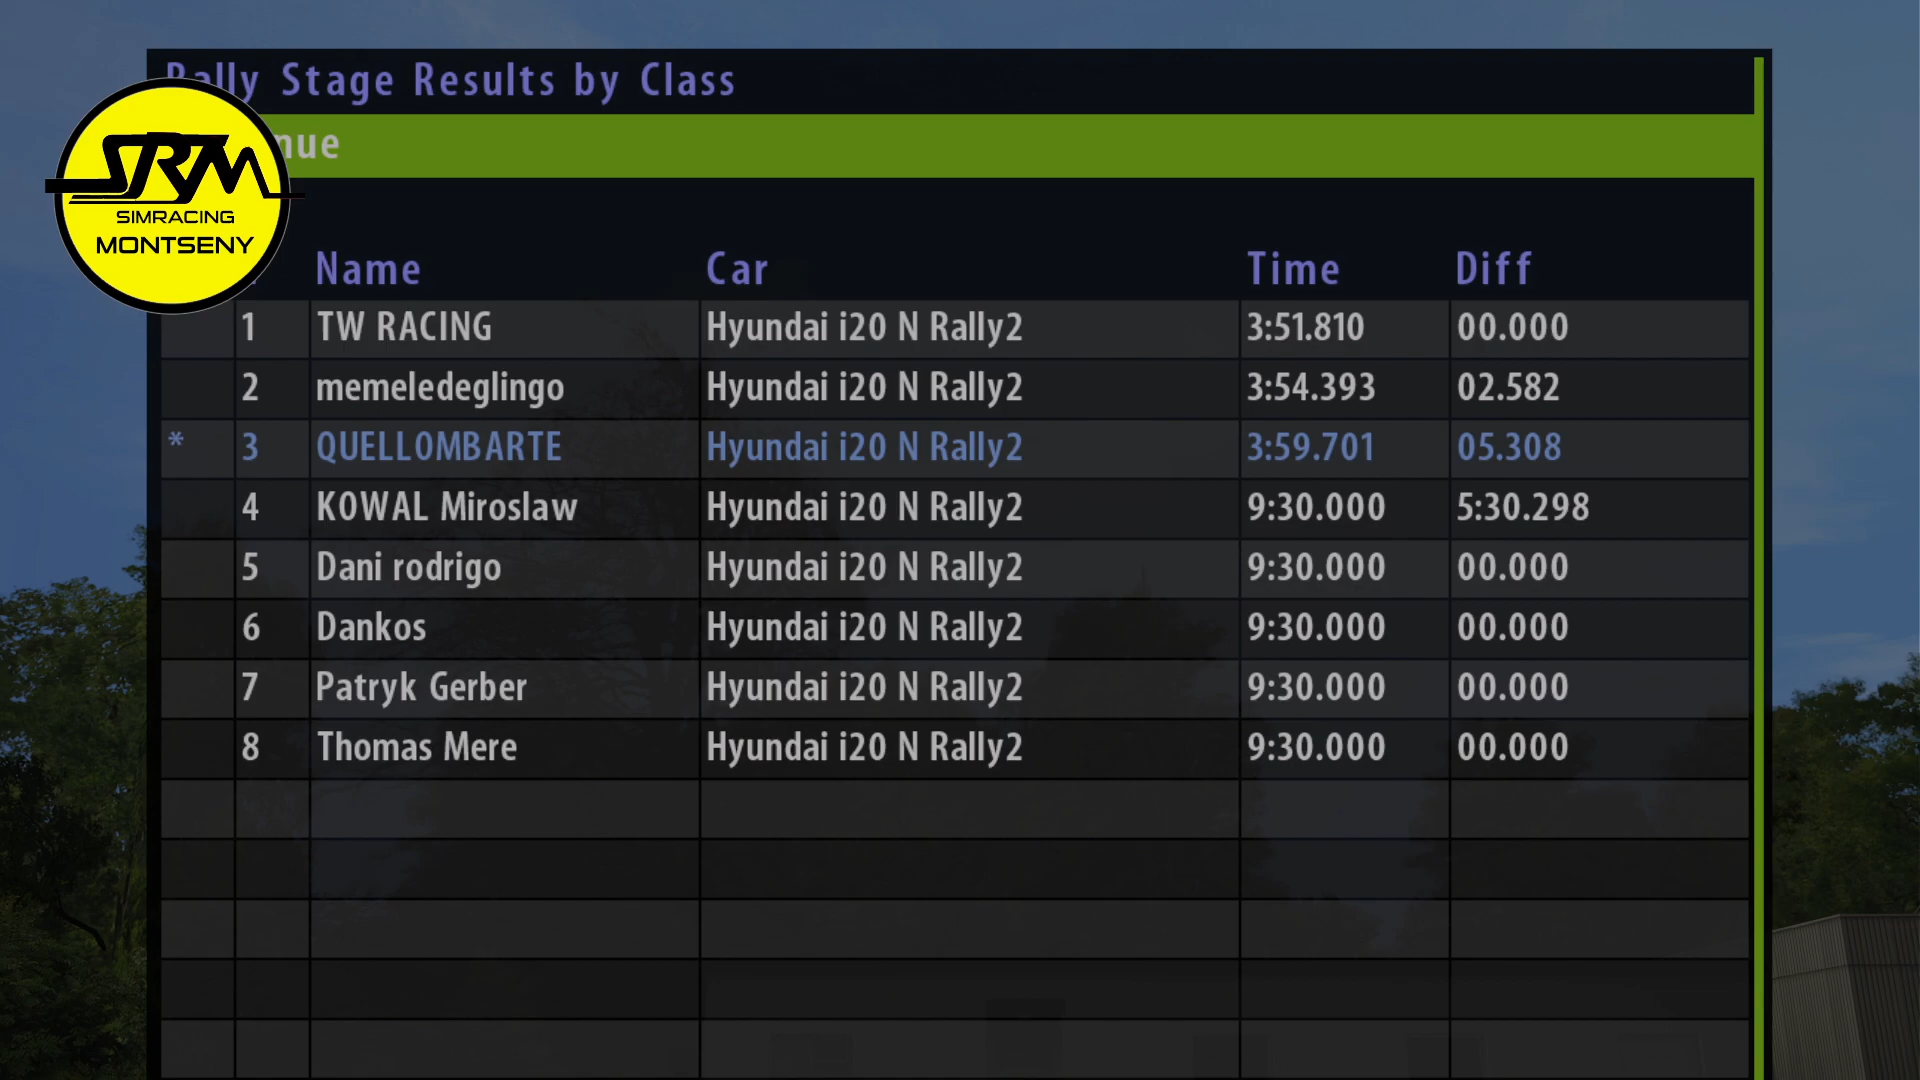 Rally Stage Results by Class
nue
SRM
SIMRACING
MONTSENY
Name Car Time Diff
1 TW RACING Hyundai i20 N Rally2 3:51.810 00.000
2 memeledeglingo Hyundai i20 N Rally2 3:54.393 02.582
* 3 QUELLOMBARTE Hyundai i20 N Rally2 3:59.701 05.308
4 KOWAL Miroslaw Hyundai i20 N Rally2 9:30.000 5:30.298
5 Dani rodrigo Hyundai i20 N Rally2 9:30.000 00.000
6 Dankos Hyundai i20 N Rally2 9:30.000 00.000
7 Patryk Gerber Hyundai i20 N Rally2 9:30.000 00.000
8 Thomas Mere Hyundai i20 N Rally2 9:30.000 00.000